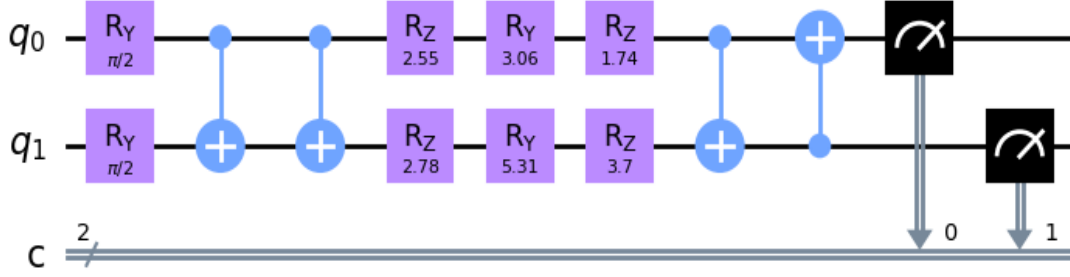 q0 RY π/2 RZ 2.55 RY 3.06 RZ 1.74
q1 RY π/2 RZ 2.78 RY 5.31 RZ 3.7
c 2 0 1